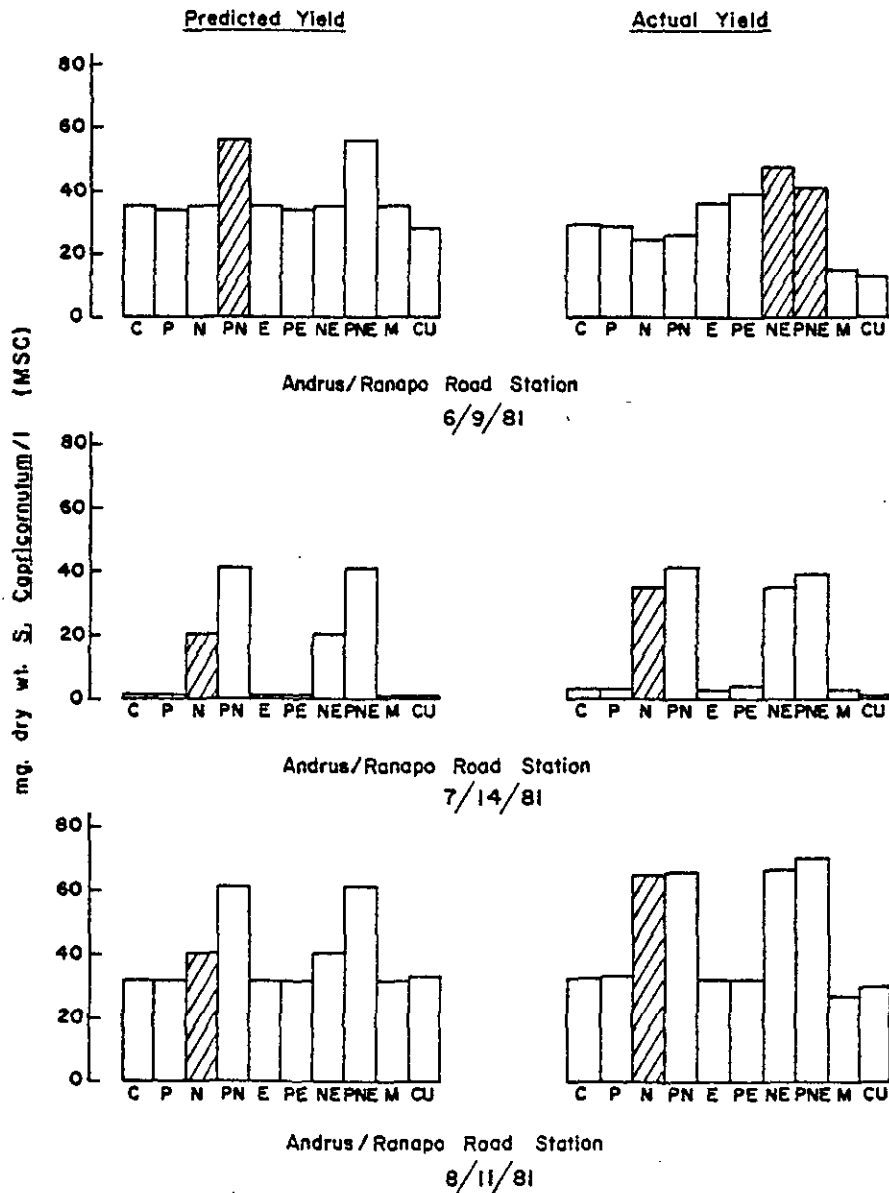 Predicted Yield
Actual Yield
mg. dry wt. S. Capricornutum/l (MSC)
80
60
40
20
0
C P N PN E PE NE PNE M CU
C P N PN E PE NE PNE M CU
Andrus/Ranapo Road Station
6/9/81
80
60
40
20
0
C P N PN E PE NE PNE M CU
C P N PN E PE NE PNE M CU
Andrus/Ranapo Road Station
7/14/81
80
60
40
20
0
C P N PN E PE NE PNE M CU
C P N PN E PE NE PNE M CU
Andrus/Ranapo Road Station
8/11/81